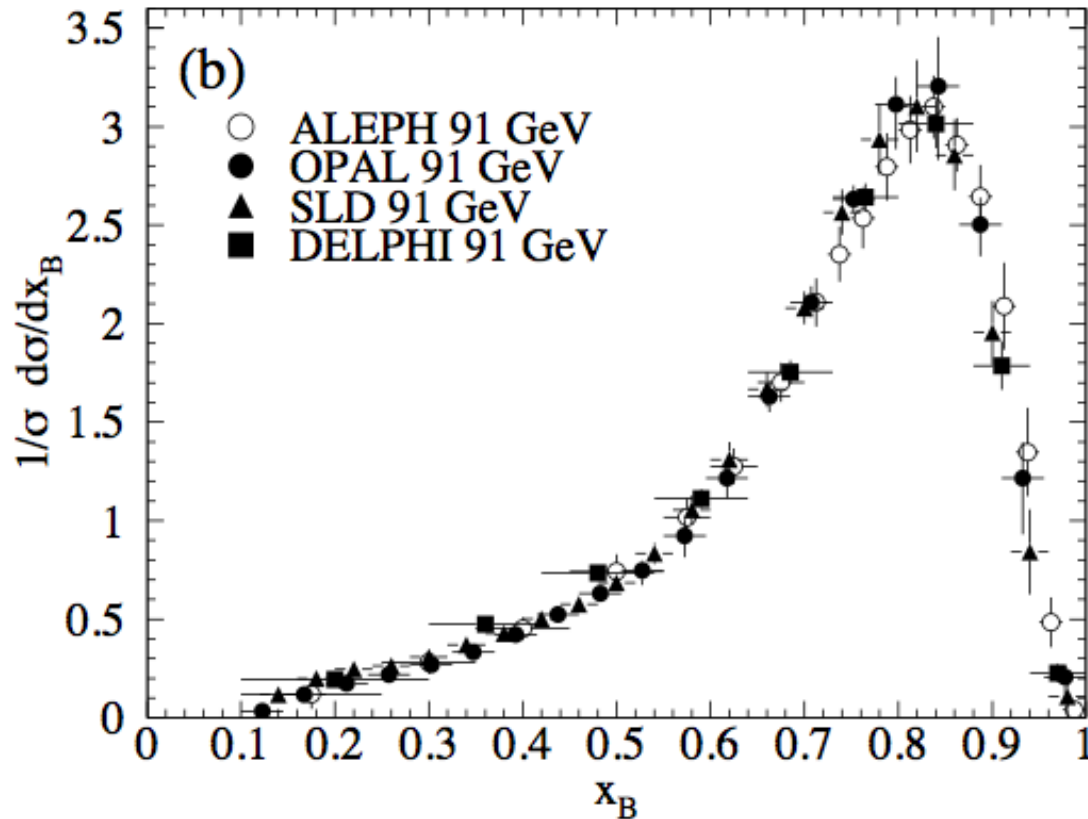 3.5
3
2.5
2
1.5
1
0.5
0
(b)
ALEPH 91 GeV
OPAL 91 GeV
SLD 91 GeV
DELPHI 91 GeV
1/σ dσ/dx_B
0 0.1 0.2 0.3 0.4 0.5 0.6 0.7 0.8 0.9 1
x_B